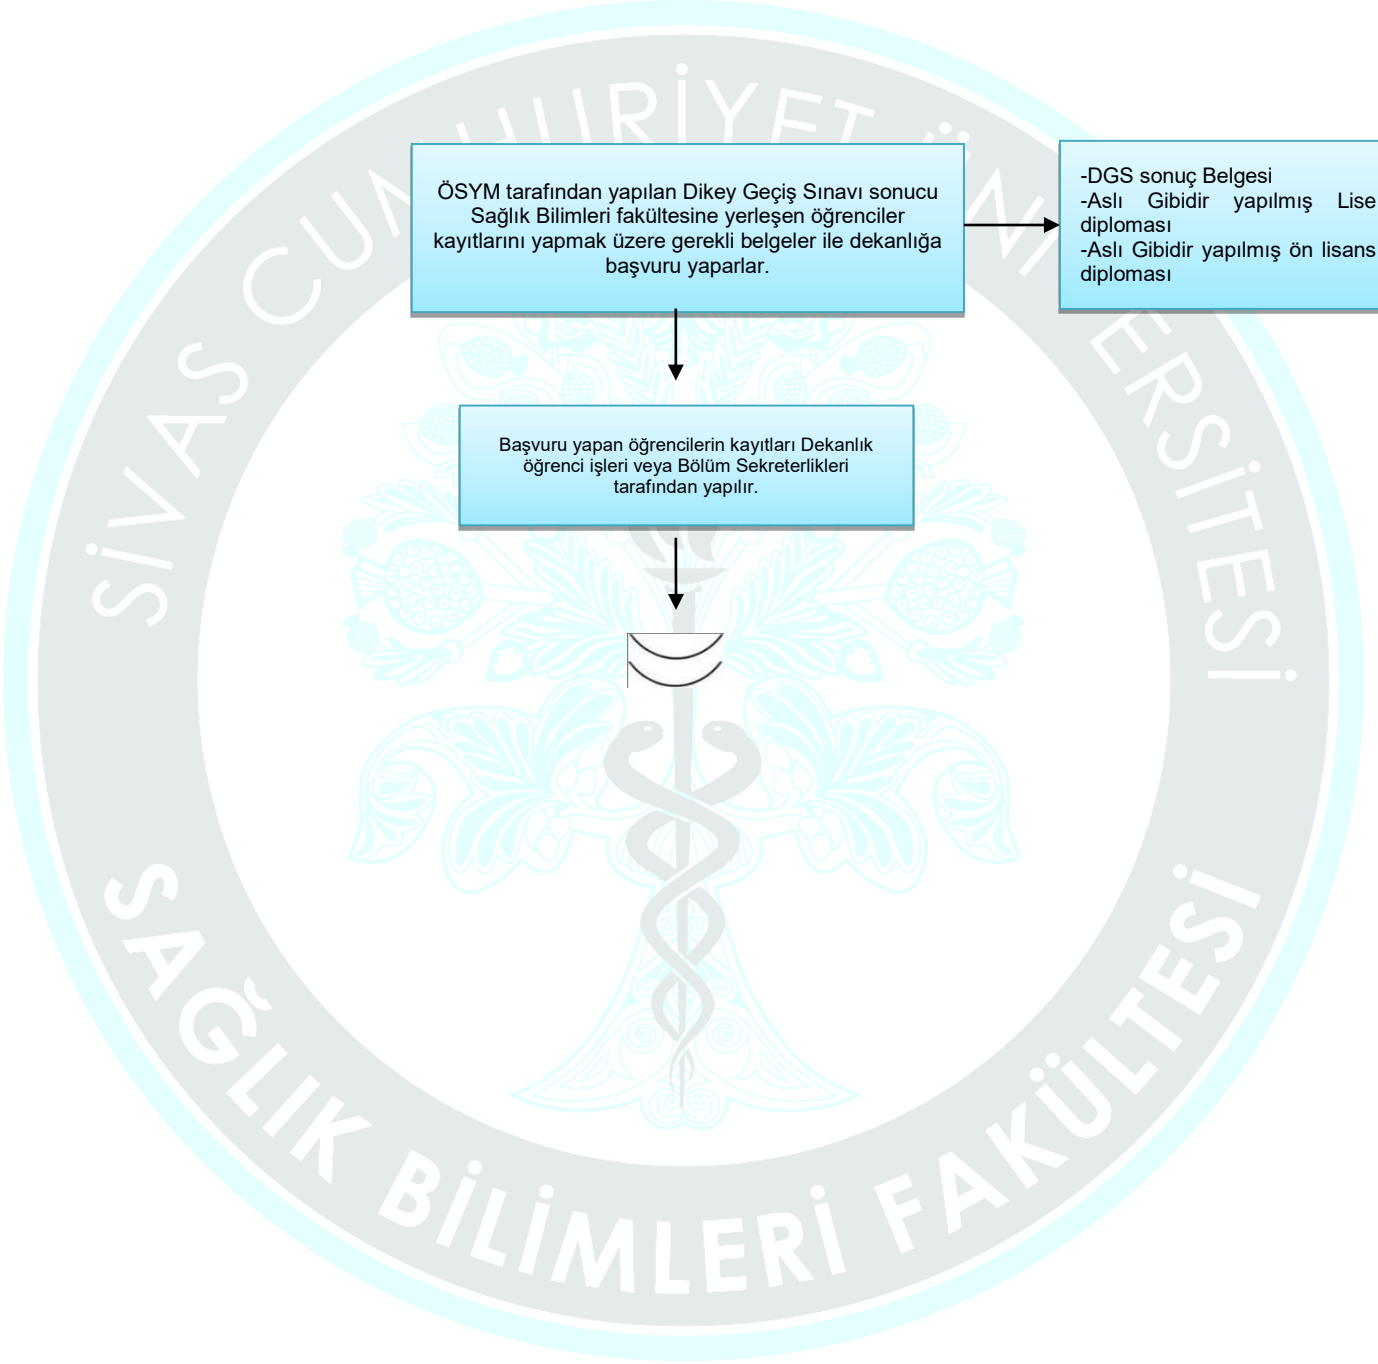 SİVAS CUMHURİYET ÜNİVERSİTESİ
ÖSYM tarafından yapılan Dikey Geçiş Sınavı sonucu
Sağlık Bilimleri fakültesine yerleşen öğrenciler
kayıtlarını yapmak üzere gerekli belgeler ile dekanlığa
başvuru yaparlar.
-DGS sonuç Belgesi
-Aslı Gibidir yapılmış Lise
diploması
-Aslı Gibidir yapılmış ön lisans
diploması
Başvuru yapan öğrencilerin kayıtları Dekanlık
öğrenci işleri veya Bölüm Sekreterlikleri
tarafından yapılır.
SAĞLIK BİLİMLERİ FAKÜLTESİ